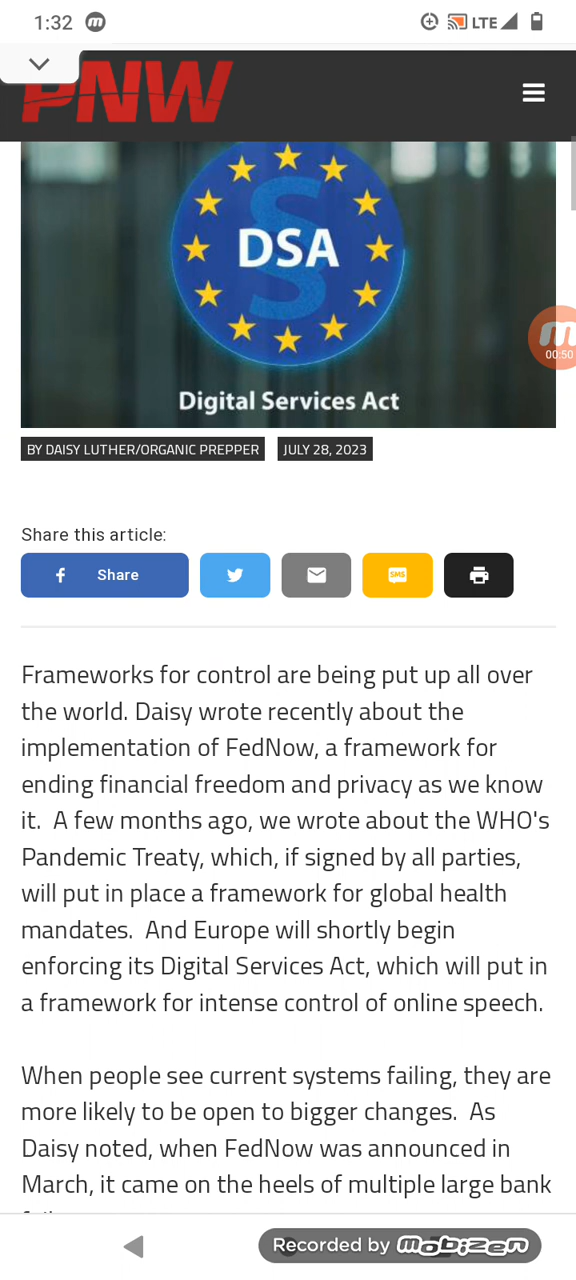 1:32
LTE
PNW
DSA
Digital Services Act
00:50
BY DAISY LUTHER/ORGANIC PREPPER JULY 28, 2023
Share this article:
Share SMS
Frameworks for control are being put up all over
the world. Daisy wrote recently about the
implementation of FedNow, a framework for
ending financial freedom and privacy as we know
it.  A few months ago, we wrote about the WHO's
Pandemic Treaty, which, if signed by all parties,
will put in place a framework for global health
mandates.  And Europe will shortly begin
enforcing its Digital Services Act, which will put in
a framework for intense control of online speech.
When people see current systems failing, they are
more likely to be open to bigger changes.  As
Daisy noted, when FedNow was announced in
March, it came on the heels of multiple large bank
Recorded by mobizen